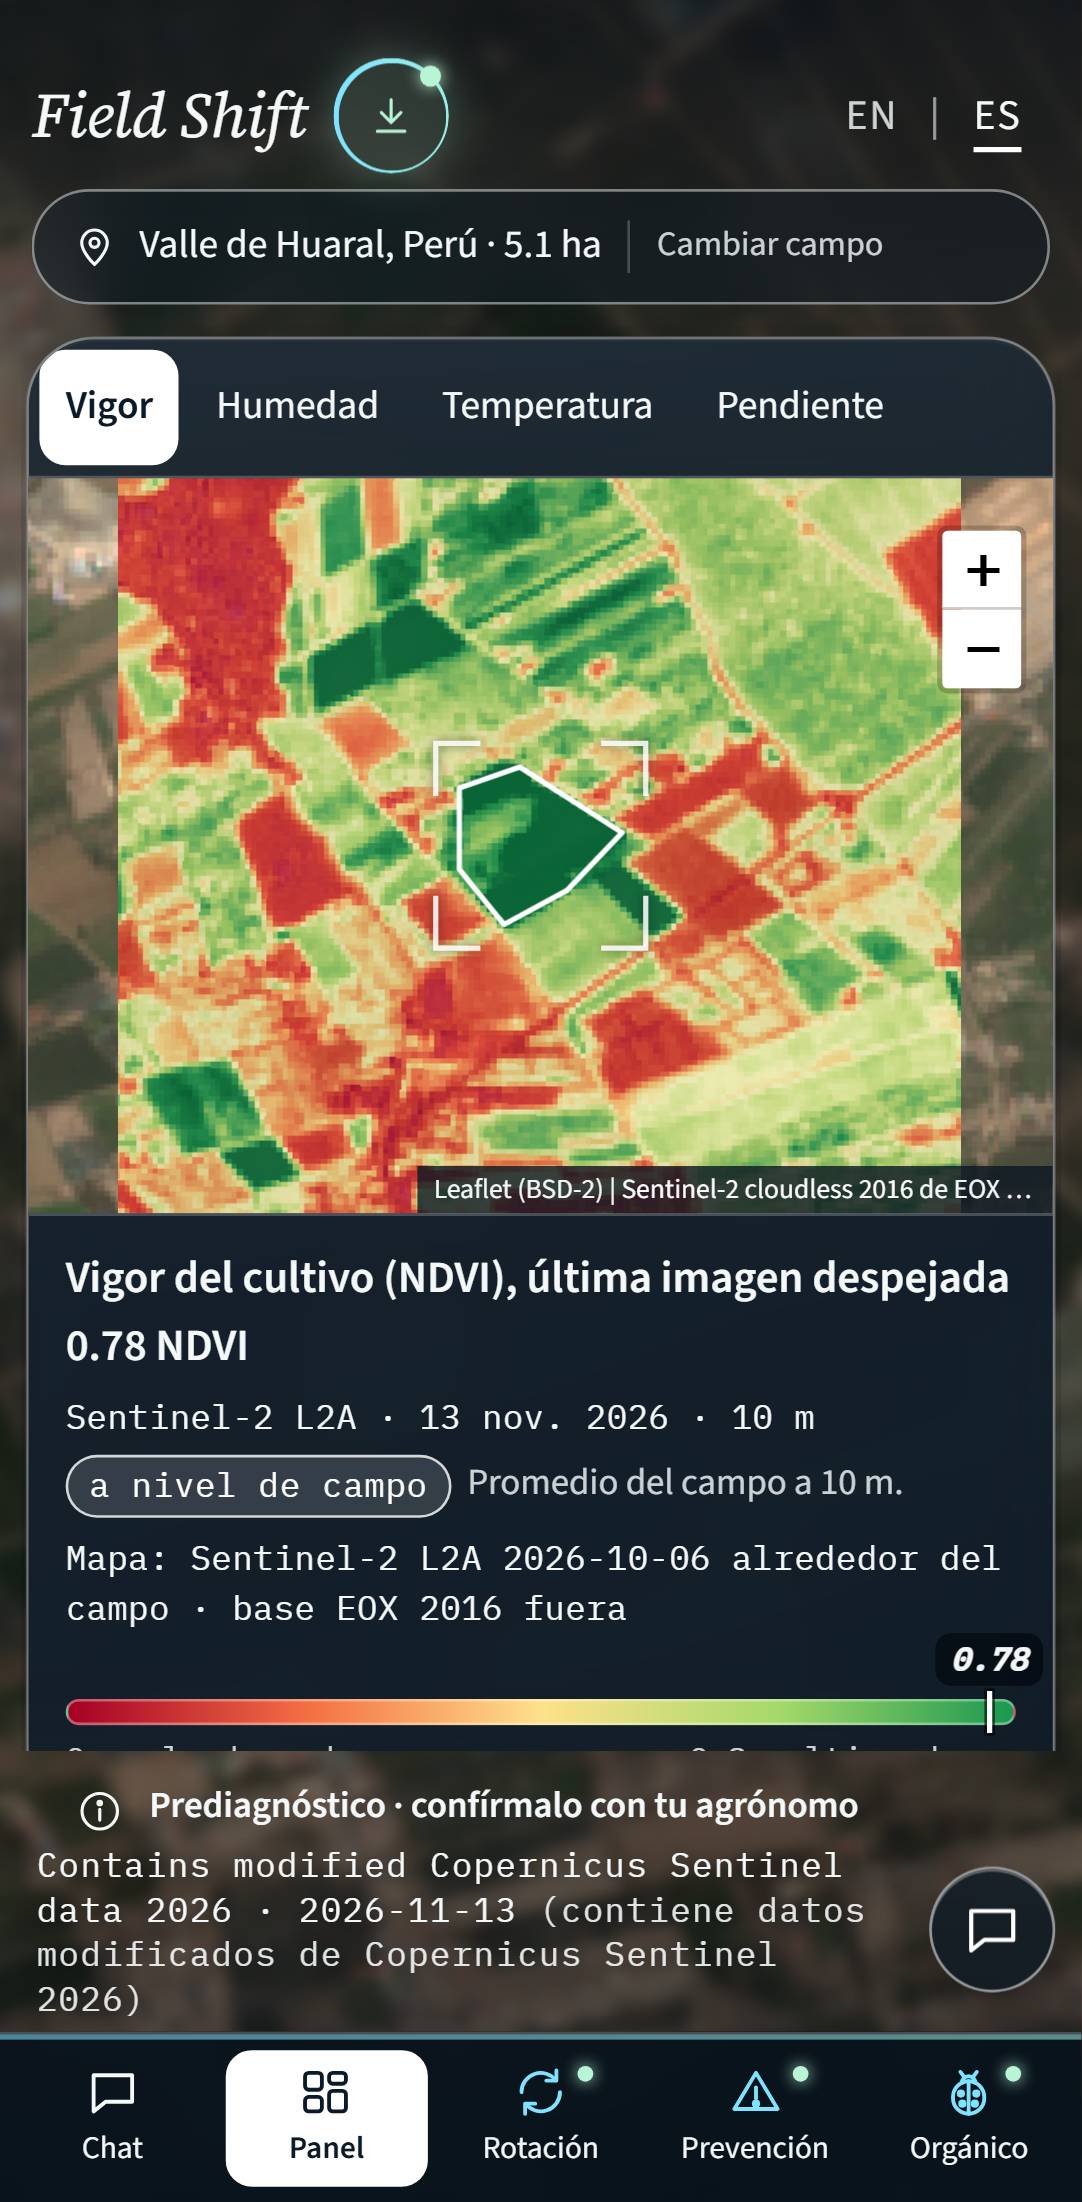 Field Shift
EN | ES
Valle de Huaral, Perú · 5.1 ha | Cambiar campo
Vigor Humedad Temperatura Pendiente
+
−
Leaflet (BSD-2) | Sentinel-2 cloudless 2016 de EOX …
Vigor del cultivo (NDVI), última imagen despejada
0.78 NDVI
Sentinel-2 L2A · 13 nov. 2026 · 10 m
a nivel de campo Promedio del campo a 10 m.
Mapa: Sentinel-2 L2A 2026-10-06 alrededor del
campo · base EOX 2016 fuera
0.78
Prediagnóstico · confírmalo con tu agrónomo
Contains modified Copernicus Sentinel
data 2026 · 2026-11-13 (contiene datos
modificados de Copernicus Sentinel
2026)
Chat Panel Rotación Prevención Orgánico